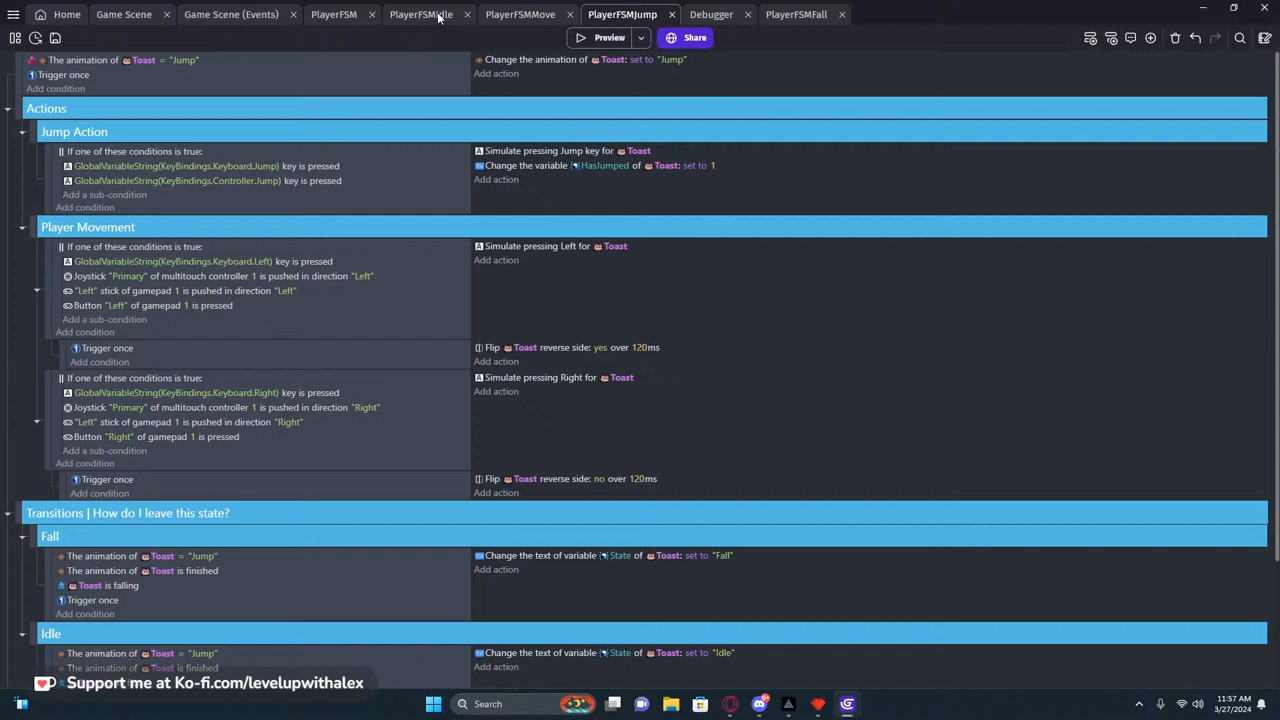 Home Game Scene Game Scene (Events) PlayerFSM PlayerFSMIdle PlayerFSMMove PlayerFSMJump Debugger PlayerFSMFall
Preview Share
The animation of Toast = "Jump" Change the animation of Toast: set to "Jump"
Trigger once Add action
Add condition
Actions
Jump Action
If one of these conditions is true: Simulate pressing Jump key for Toast
GlobalVariableString(KeyBindings.Keyboard.Jump) key is pressed Change the variable HasJumped of Toast: set to 1
GlobalVariableString(KeyBindings.Controller.Jump) key is pressed Add action
Add a sub-condition
Add condition
Player Movement
If one of these conditions is true: Simulate pressing Left for Toast
GlobalVariableString(KeyBindings.Keyboard.Left) key is pressed Add action
Joystick "Primary" of multitouch controller 1 is pushed in direction "Left"
"Left" stick of gamepad 1 is pushed in direction "Left"
Button "Left" of gamepad 1 is pressed
Add a sub-condition
Add condition
Trigger once Flip Toast reverse side: yes over 120ms
Add condition Add action
If one of these conditions is true: Simulate pressing Right for Toast
GlobalVariableString(KeyBindings.Keyboard.Right) key is pressed Add action
Joystick "Primary" of multitouch controller 1 is pushed in direction "Right"
"Left" stick of gamepad 1 is pushed in direction "Right"
Button "Right" of gamepad 1 is pressed
Add a sub-condition
Add condition
Trigger once Flip Toast reverse side: no over 120ms
Add condition Add action
Transitions | How do I leave this state?
Fall
The animation of Toast = "Jump" Change the text of variable State of Toast: set to "Fall"
The animation of Toast is finished Add action
Toast is falling
Trigger once
Add condition
Idle
The animation of Toast = "Jump" Change the text of variable State of Toast: set to "Idle"
The animation of Toast is finished Add action
Support me at Ko-fi.com/levelupwithalex
Search 9+ 11:57 AM
3/27/2024